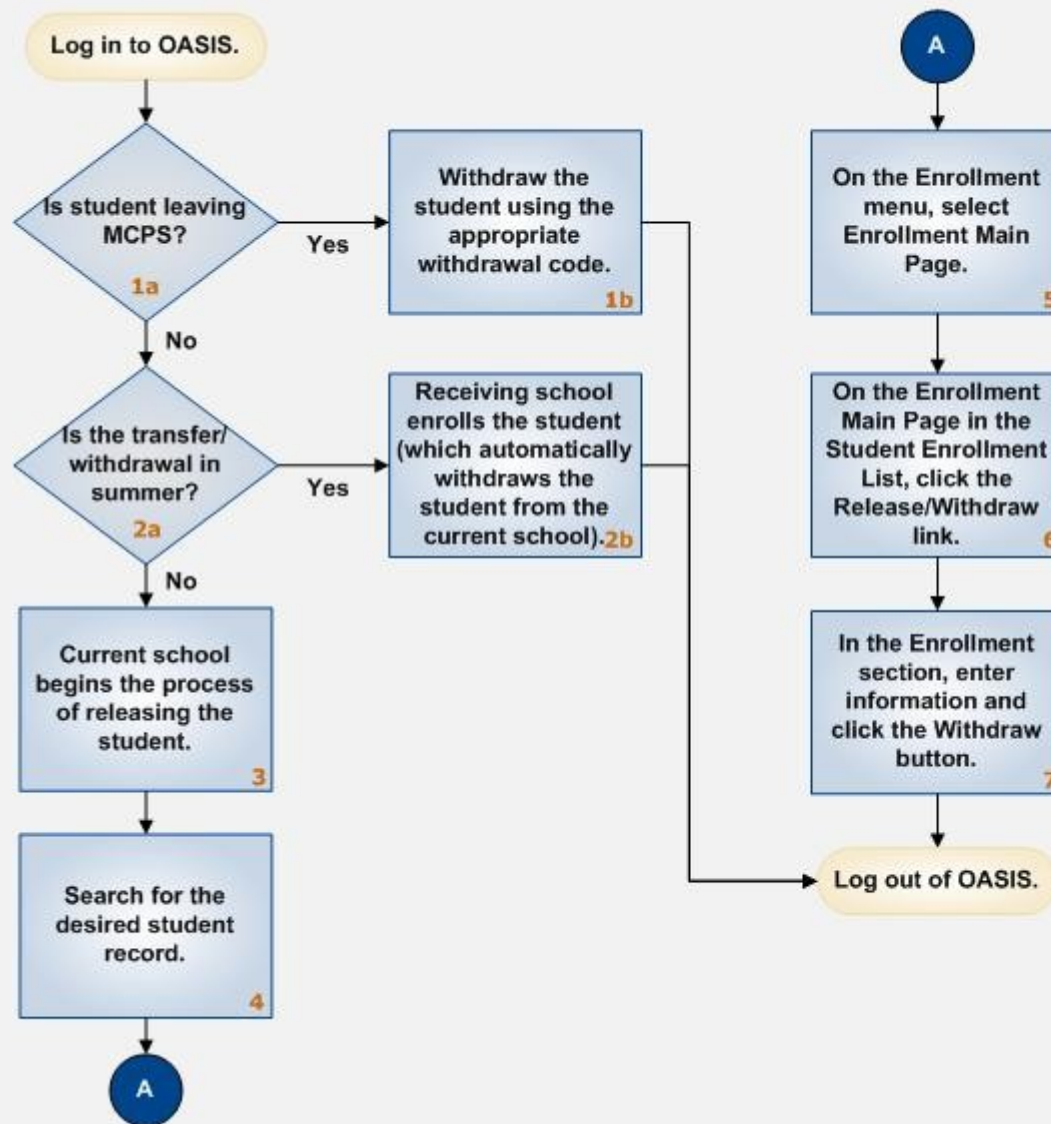 Log in to OASIS.
Is student leaving
MCPS?
1a
Yes
Withdraw the
student using the
appropriate
withdrawal code.
1b
No
Is the transfer/
withdrawal in
summer?
2a
Yes
Receiving school
enrolls the student
(which automatically
withdraws the
student from the
current school).
2b
No
Current school
begins the process
of releasing the
student.
3
Search for the
desired student
record.
4
A
A
On the Enrollment
menu, select
Enrollment Main
Page.
5
On the Enrollment
Main Page in the
Student Enrollment
List, click the
Release/Withdraw
link.
6
In the Enrollment
section, enter
information and
click the Withdraw
button.
7
Log out of OASIS.